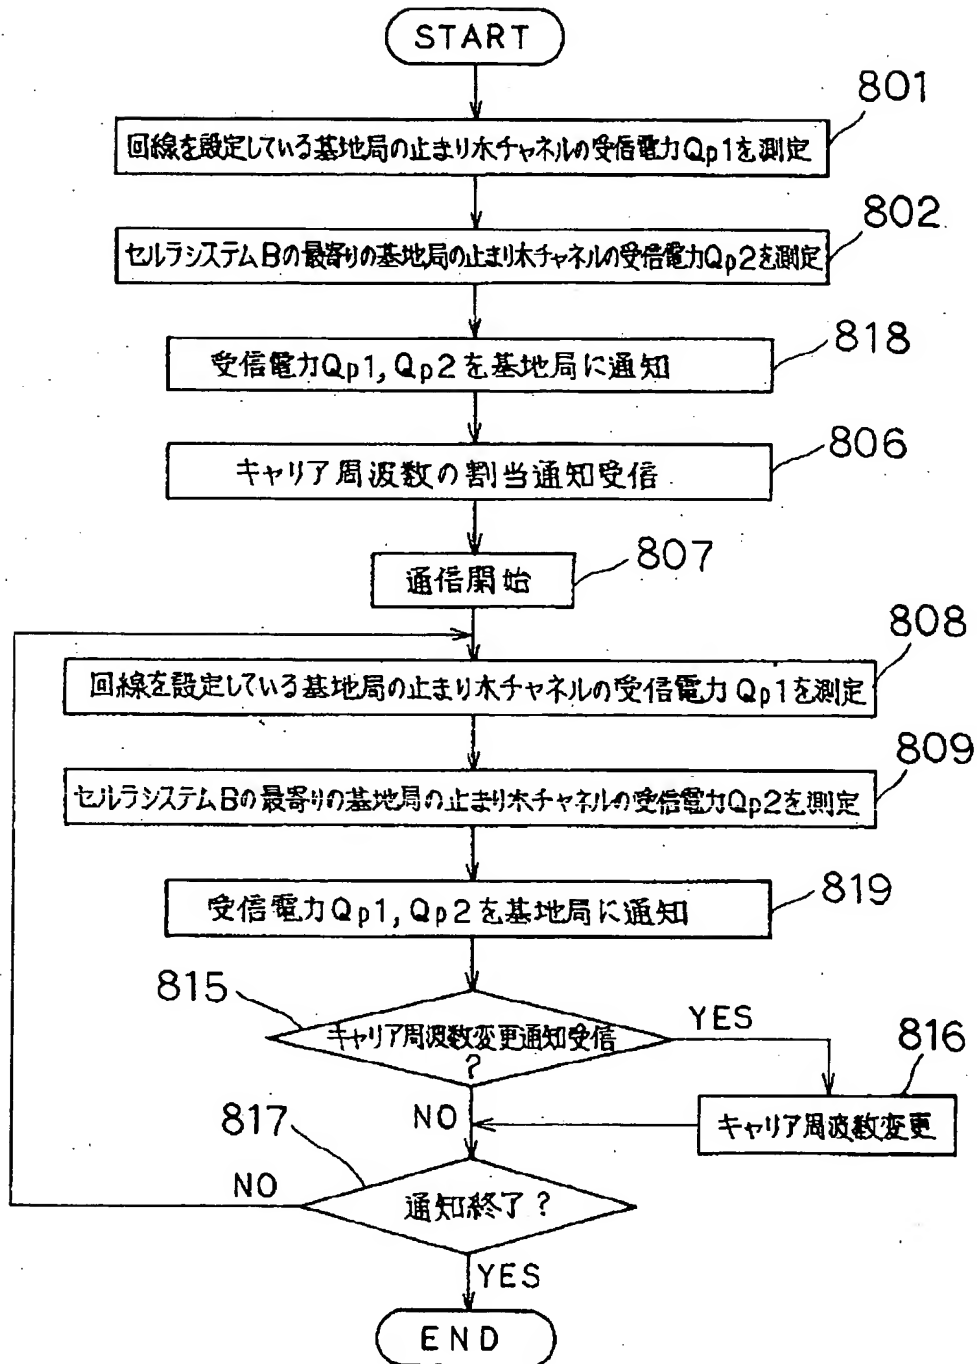 START
801
回線を設定している基地局の止まり木チャネルの受信電力Qp1を測定
802
セルラシステムBの最寄りの基地局の止まり木チャネルの受信電力Qp2を測定
818
受信電力Qp1,Qp2を基地局に通知
806
キャリア周波数の割当通知受信
807
通信開始
808
回線を設定している基地局の止まり木チャネルの受信電力Qp1を測定
809
セルラシステムBの最寄りの基地局の止まり木チャネルの受信電力Qp2を測定
819
受信電力Qp1,Qp2を基地局に通知
815
キャリア周波数変更通知受信
?
YES
816
キャリア周波数変更
NO
817
通知終了?
NO
YES
END